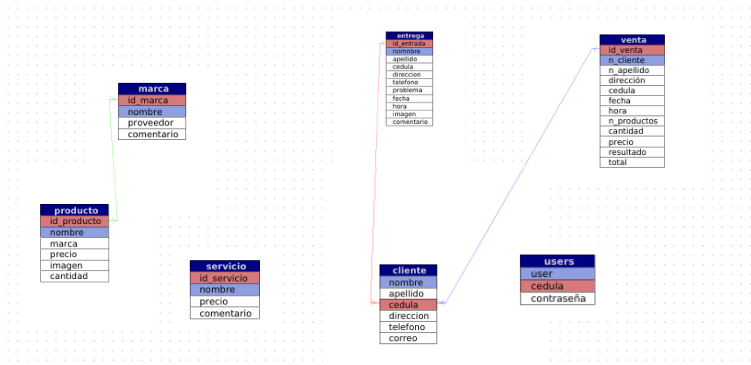 marca
id_marca
nombre
proveedor
comentario
producto
id_producto
nombre
marca
precio
imagen
cantidad
servicio
id_servicio
nombre
precio
comentario
entrega
id_entrada
nomnbre
apellido
cedula
direccion
telefono
problema
fecha
hora
imagen
comentario
cliente
nombre
apellido
cedula
direccion
telefono
correo
venta
id_venta
n_cliente
n_apellido
dirección
cedula
fecha
hora
n_productos
cantidad
precio
resultado
total
users
user
cedula
contraseña